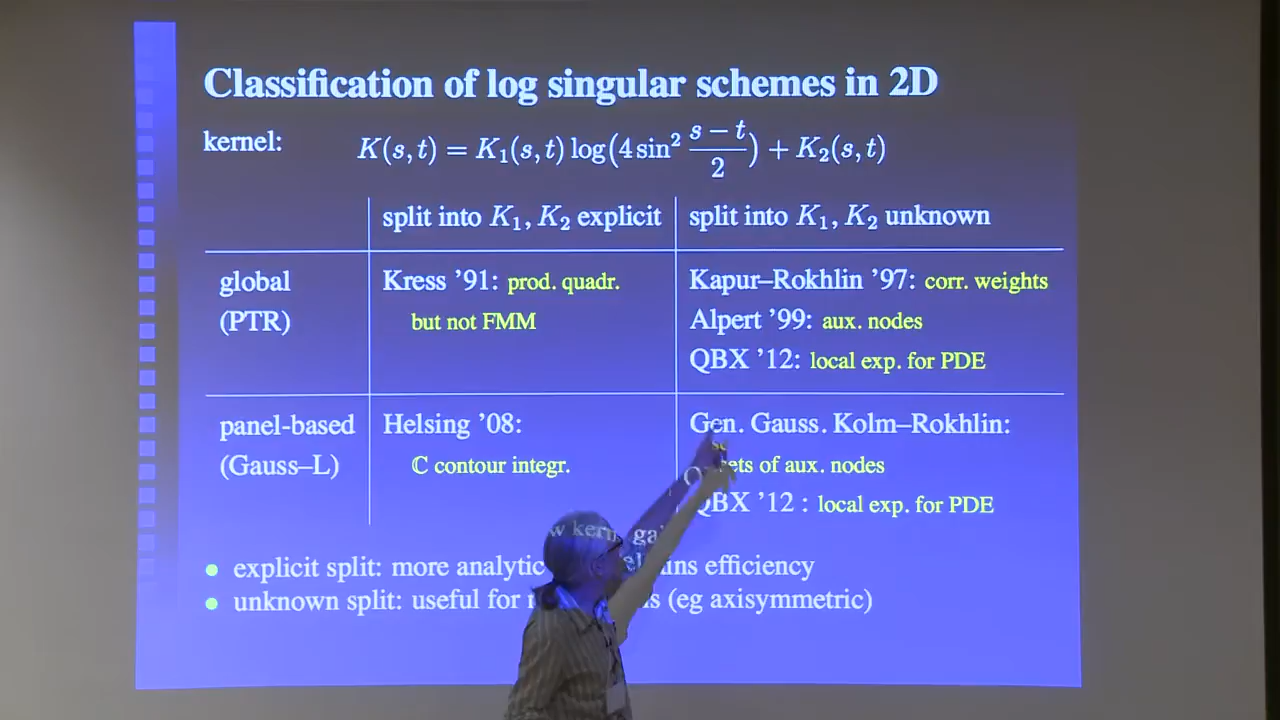 Classification of log singular schemes in 2D
kernel: K(s, t) = K₁(s, t) log(4 sin² (s − t)/2) + K₂(s, t)
split into K₁, K₂ explicit split into K₁, K₂ unknown
global Kress ’91: prod. quadr. Kapur–Rokhlin ’97: corr. weights
(PTR) but not FMM Alpert ’99: aux. nodes
QBX ’12: local exp. for PDE
panel-based Helsing ’08: Gen. Gauss. Kolm–Rokhlin:
(Gauss–L) ℂ contour integr. sets of aux. nodes
QBX ’12 : local exp. for PDE
explicit split: more analytic efficiency
unknown split: useful for (eg axisymmetric)